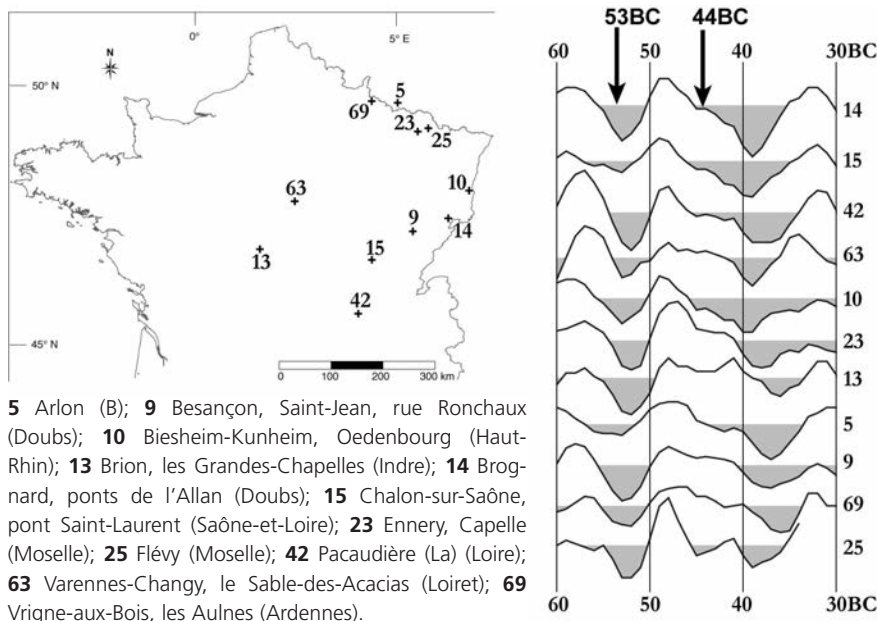 0°
5° E
N
50° N
5
69
23
25
63
10
9
14
13
15
42
45° N
0 100 200 300 km
5 Arlon (B); 9 Besançon, Saint-Jean, rue Ronchaux
(Doubs); 10 Biesheim-Kunheim, Oedenbourg (Haut-
Rhin); 13 Brion, les Grandes-Chapelles (Indre); 14 Brog-
nard, ponts de l'Allan (Doubs); 15 Chalon-sur-Saône,
pont Saint-Laurent (Saône-et-Loire); 23 Ennery, Capelle
(Moselle); 25 Flévy (Moselle); 42 Pacaudière (La) (Loire);
63 Varennes-Changy, le Sable-des-Acacias (Loiret); 69
Vrigne-aux-Bois, les Aulnes (Ardennes).
53BC 44BC
60 50 40 30BC
14
15
42
63
10
23
13
5
9
69
25
60 50 40 30BC